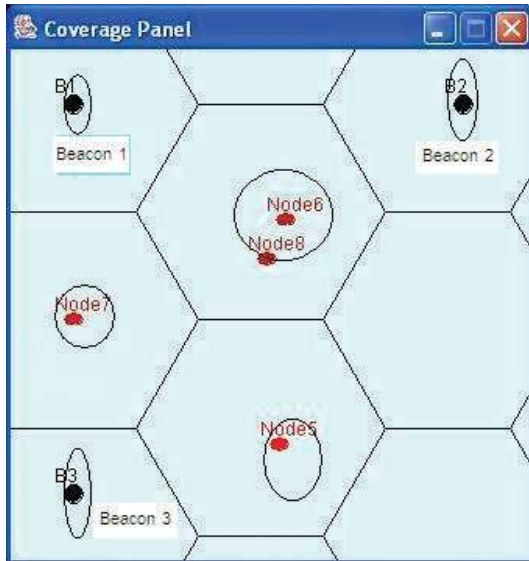 Coverage Panel
B1
B2
Beacon 1
Beacon 2
Node6
Node8
Node7
Node5
B3
Beacon 3